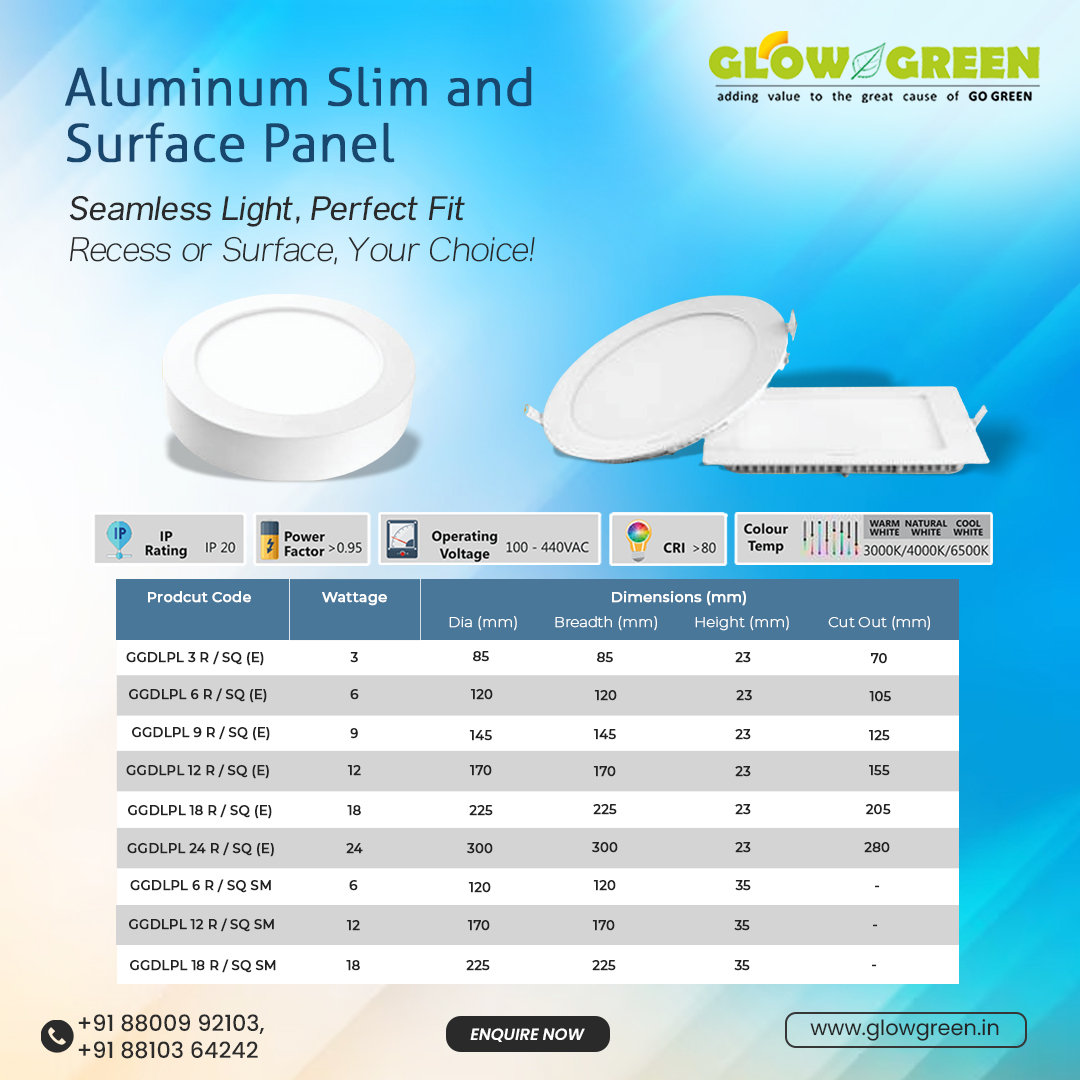 GLOW GREEN
adding value to the great cause of GO GREEN
Aluminum Slim and
Surface Panel
Seamless Light, Perfect Fit
Recess or Surface, Your Choice!
IP
IP
Rating
IP 20
Power
Factor >0.95
Operating
Voltage
100 - 440VAC
CRI >80
Colour
Temp
WARM WHITE NATURAL WHITE COOL WHITE
3000K/4000K/6500K
Prodcut Code Wattage Dimensions (mm)
Dia (mm) Breadth (mm) Height (mm) Cut Out (mm)
GGDLPL 3 R / SQ (E) 3 85 85 23 70
GGDLPL 6 R / SQ (E) 6 120 120 23 105
GGDLPL 9 R / SQ (E) 9 145 145 23 125
GGDLPL 12 R / SQ (E) 12 170 170 23 155
GGDLPL 18 R / SQ (E) 18 225 225 23 205
GGDLPL 24 R / SQ (E) 24 300 300 23 280
GGDLPL 6 R / SQ SM 6 120 120 35 -
GGDLPL 12 R / SQ SM 12 170 170 35 -
GGDLPL 18 R / SQ SM 18 225 225 35 -
+91 88009 92103,
+91 88103 64242
ENQUIRE NOW
www.glowgreen.in